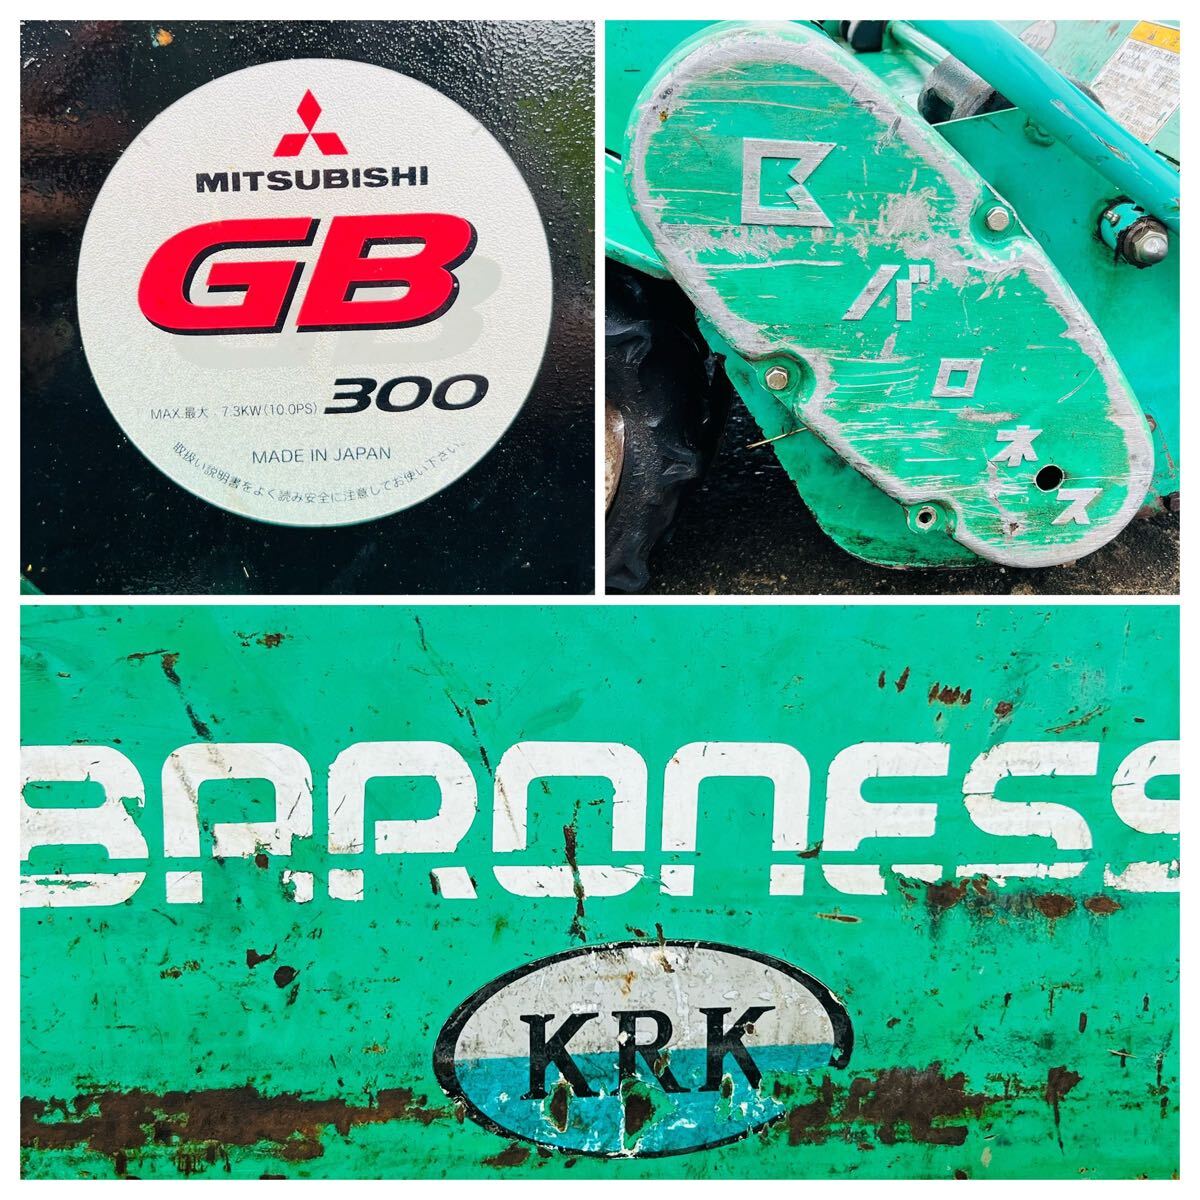 MITSUBISHI
GB
300
MAX.最大 7.3KW(10.0PS)
MADE IN JAPAN
取扱い説明書をよく読み安全に注意してお使い下さい。
B
バロネス
BARONESS
KRK